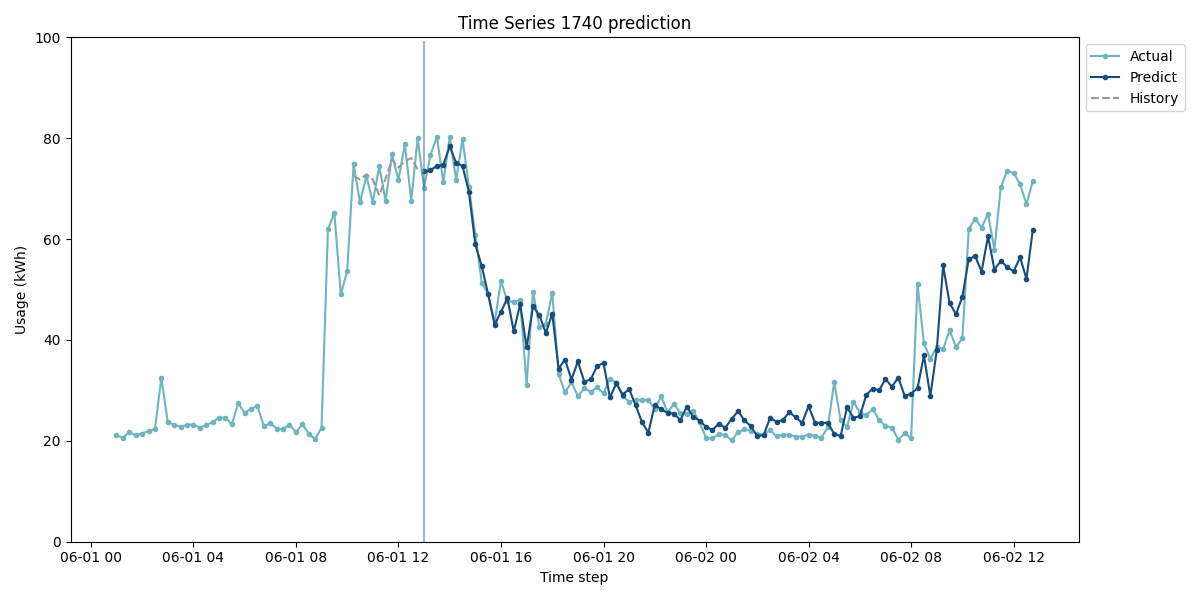 Time Series 1740 prediction
100
80
60
40
20
0
Usage (kWh)
06-01 00
06-01 04
06-01 08
06-01 12
06-01 16
06-01 20
06-02 00
06-02 04
06-02 08
06-02 12
Time step
Actual
Predict
History